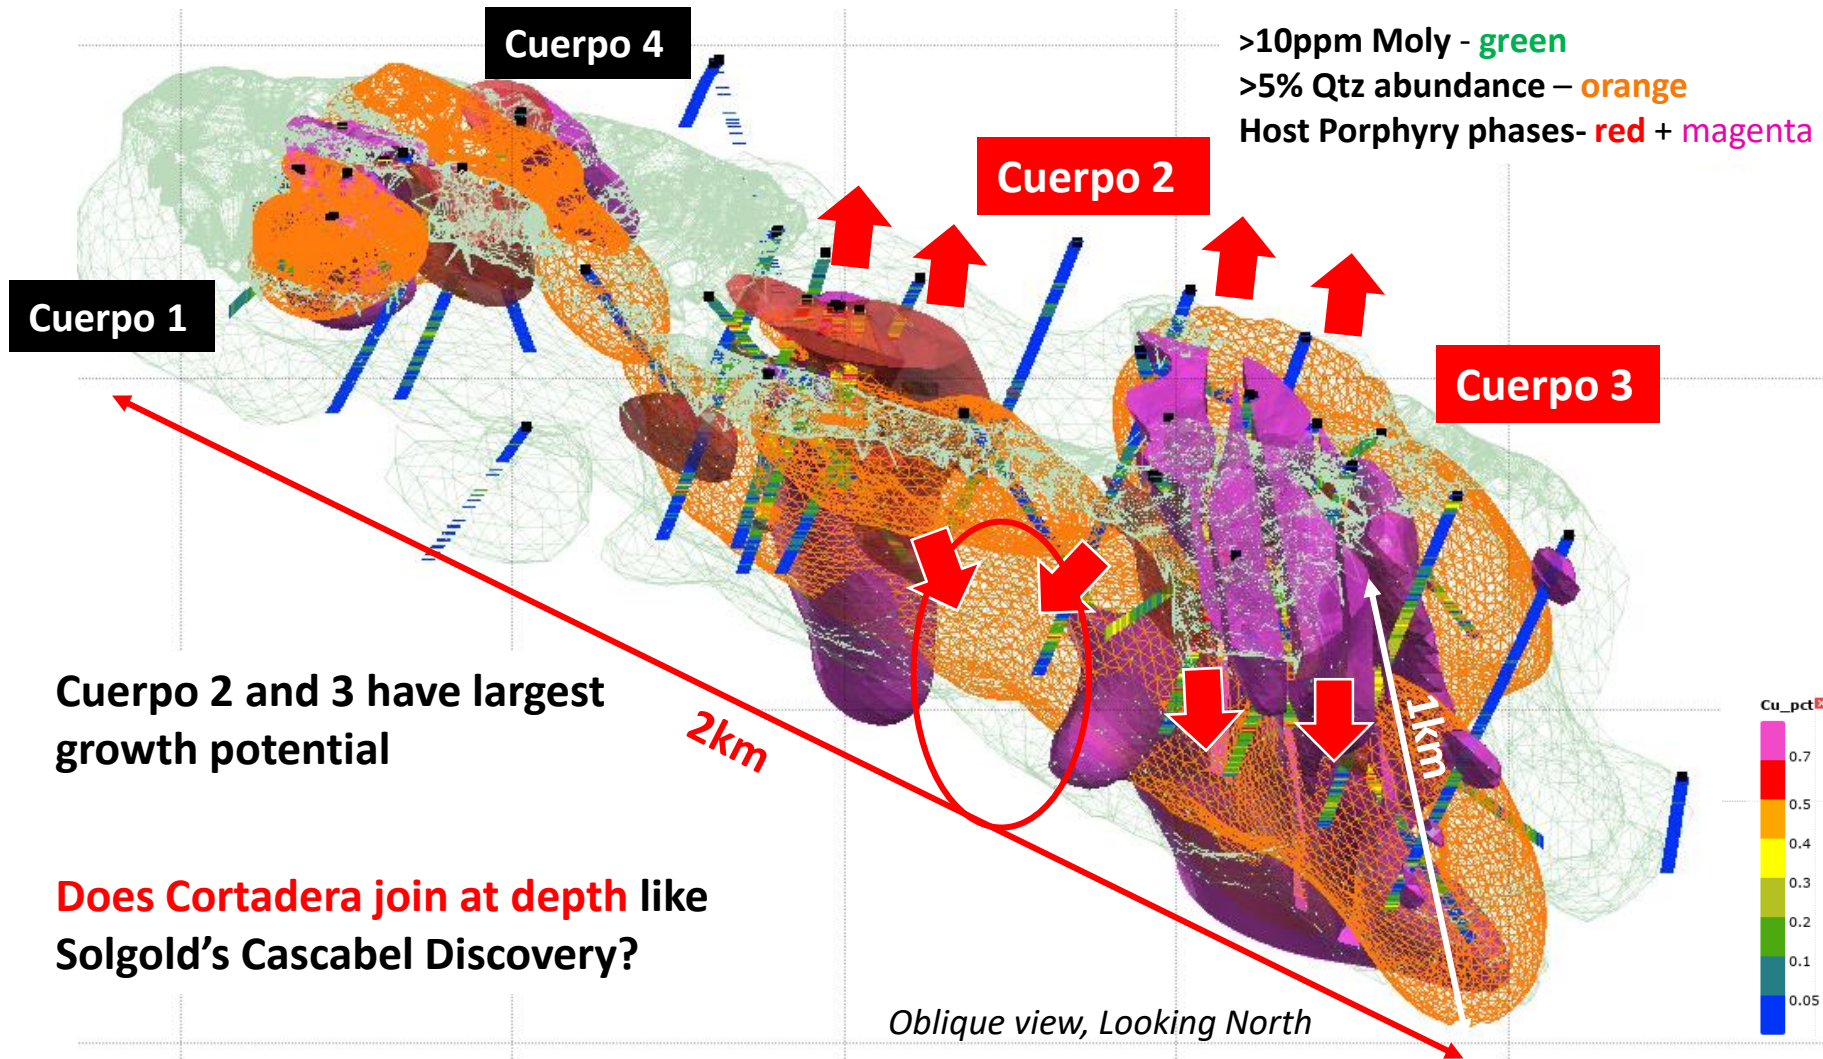 Cuerpo 4
>10ppm Moly - green
>5% Qtz abundance – orange
Host Porphyry phases- red + magenta
Cuerpo 2
Cuerpo 1
Cuerpo 3
Cuerpo 2 and 3 have largest
growth potential
2km
1km
Does Cortadera join at depth like
Solgold’s Cascabel Discovery?
Oblique view, Looking North
Cu_pct
0.7
0.5
0.4
0.3
0.2
0.1
0.05